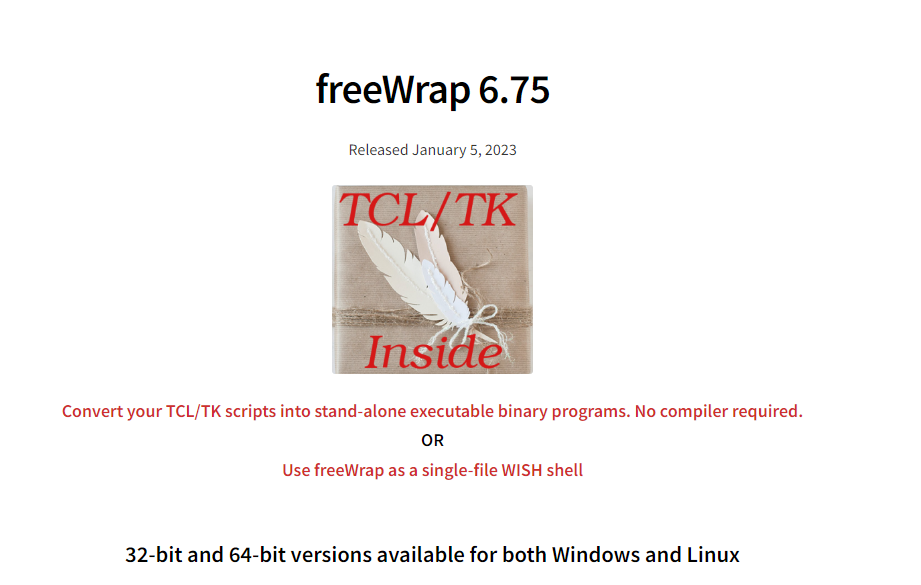 freeWrap 6.75
Released January 5, 2023
TCL/TK
Inside
Convert your TCL/TK scripts into stand-alone executable binary programs. No compiler required.
OR
Use freeWrap as a single-file WISH shell
32-bit and 64-bit versions available for both Windows and Linux